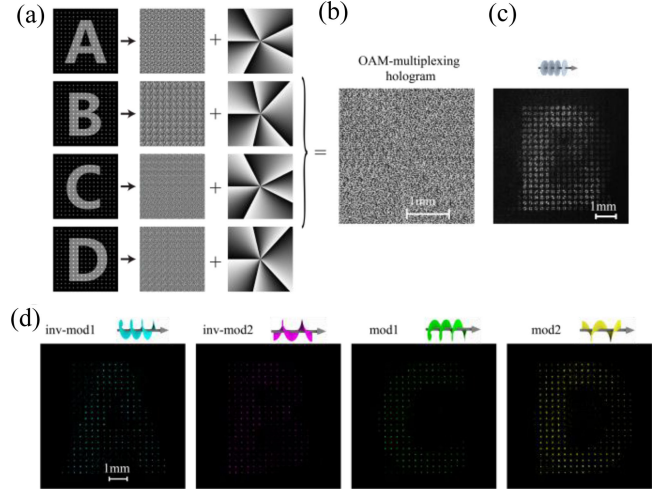 (a)
A
B
C
D
+
+
+
+
=
(b)
OAM-multiplexing
hologram
1mm
(c)
1mm
(d)
inv-mod1
inv-mod2
mod1
mod2
A
B
C
D
1mm